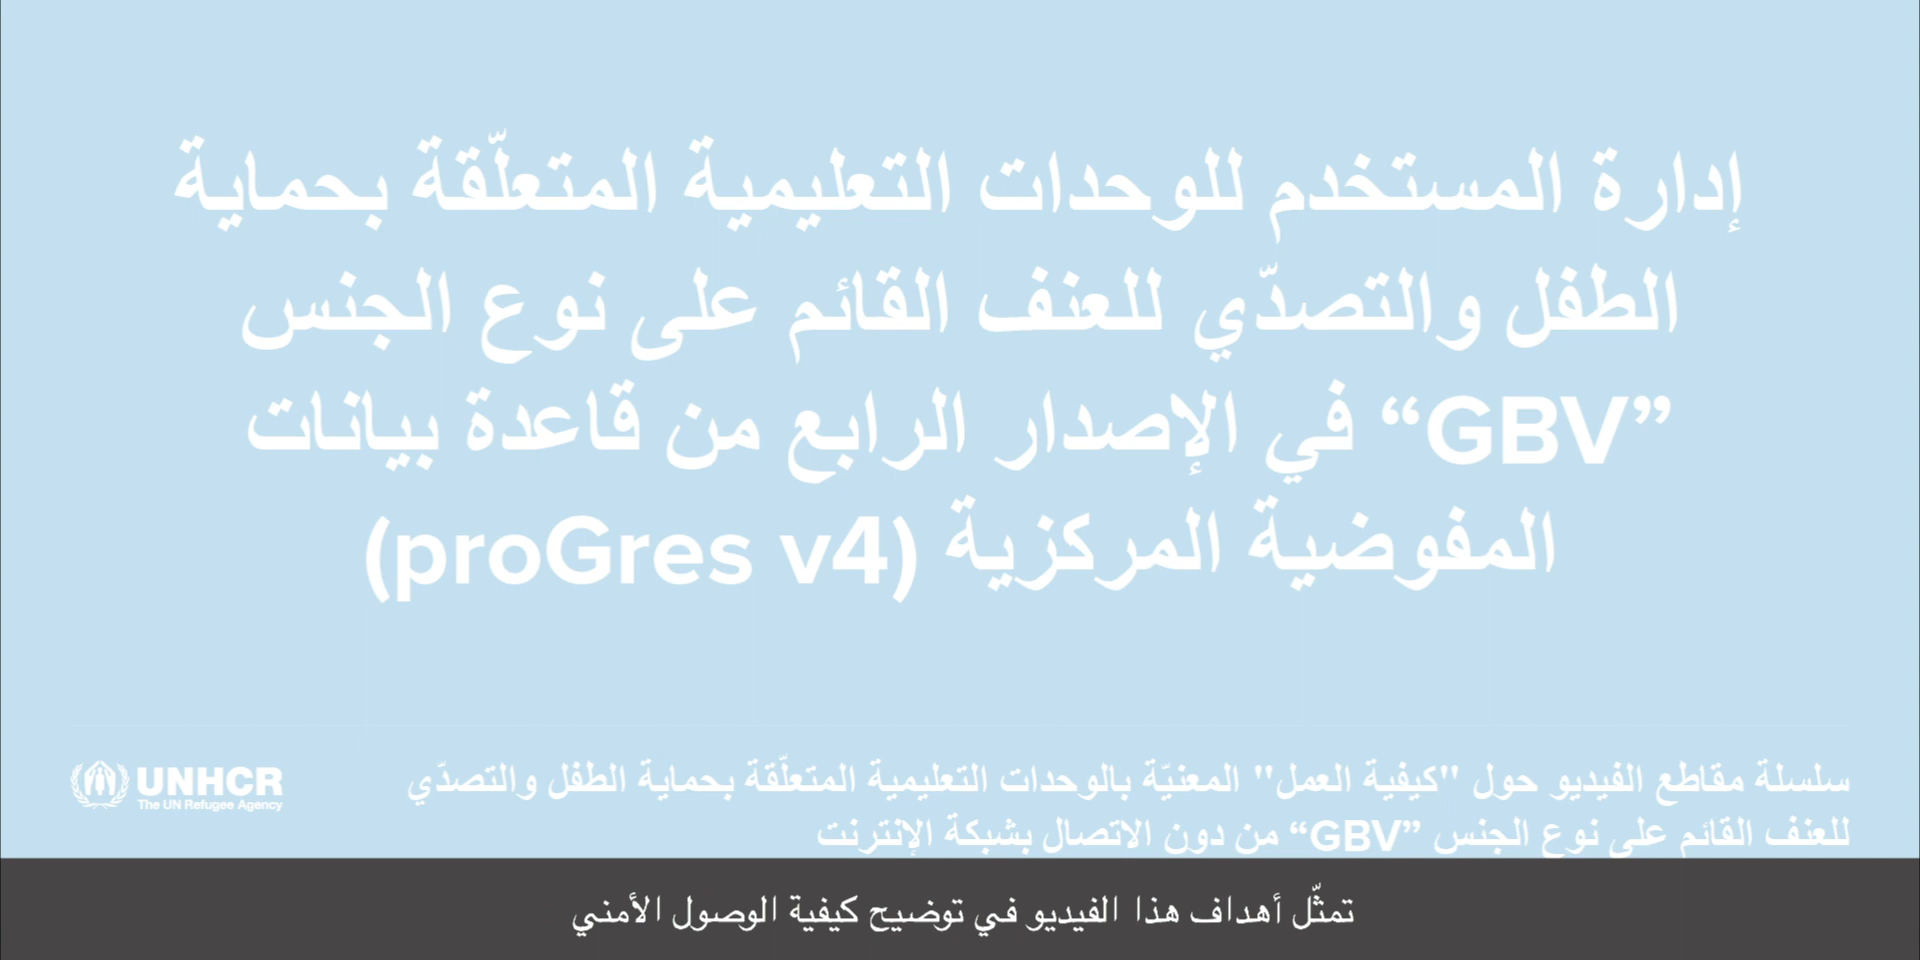 إدارة المستخدم للوحدات التعليمية المتعلّقة بحماية
الطفل والتصدّي للعنف القائم على نوع الجنس
”GBV“ في الإصدار الرابع من قاعدة بيانات
المفوضية المركزية (proGres v4)
سلسلة مقاطع الفيديو حول "كيفية العمل" المعنيّة بالوحدات التعليمية المتعلّقة بحماية الطفل والتصدّي
للعنف القائم على نوع الجنس ”GBV“ من دون الاتصال بشبكة الإنترنت
UNHCR
The UN Refugee Agency
تمثّل أهداف هذا الفيديو في توضيح كيفية الوصول الأمني